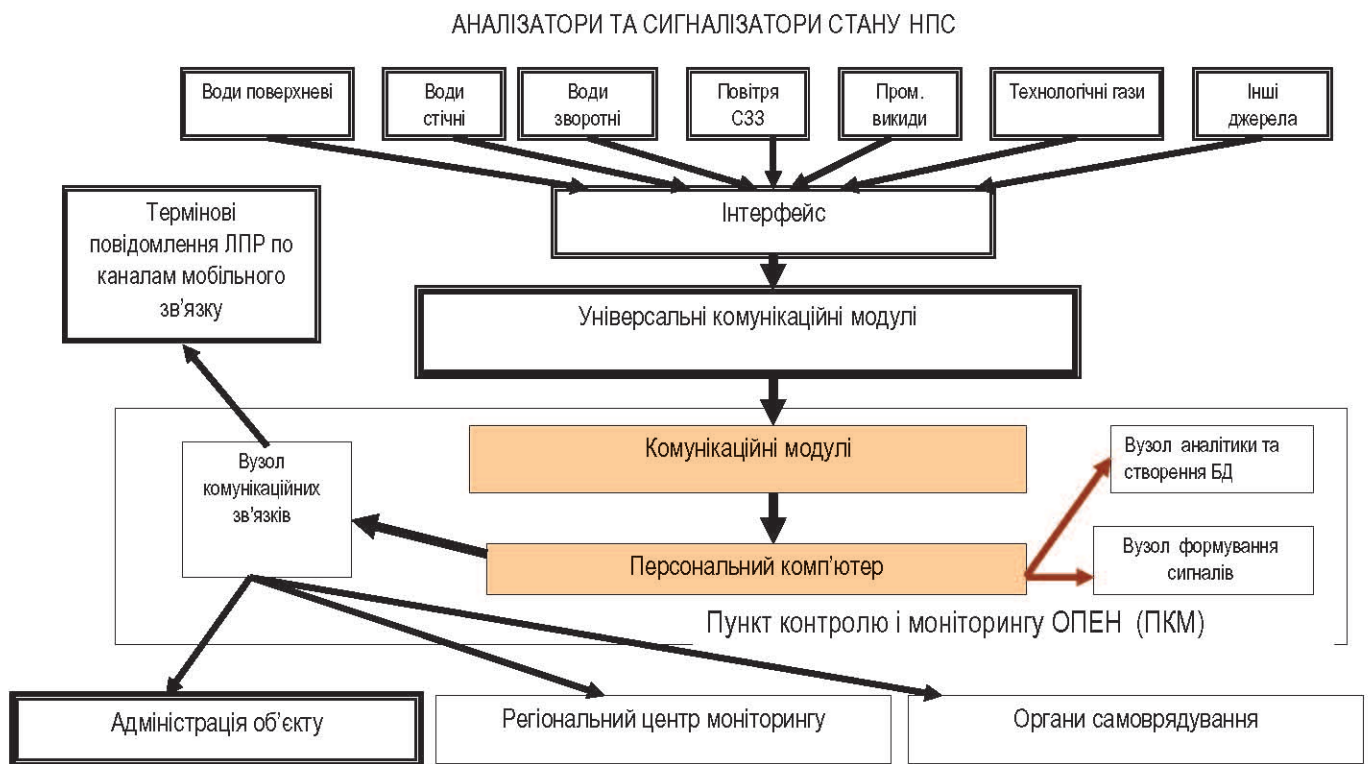 АНАЛІЗАТОРИ ТА СИГНАЛІЗАТОРИ СТАНУ НПС
Води поверхневі
Води
стічні
Води
зворотні
Повітря
СЗЗ
Пром.
викиди
Технологічні гази
Інші
джерела
Інтерфейс
Термінові
повідомлення ЛПР по
каналам мобільного
зв’язку
Універсальні комунікаційні модулі
Комунікаційні модулі
Вузол аналітики та
створення БД
Вузол
комунікаційних
зв'язків
Персональний комп’ютер
Вузол формування
сигналів
Пункт контролю і моніторингу ОПЕН (ПКМ)
Адміністрація об’єкту
Регіональний центр моніторингу
Органи самоврядування